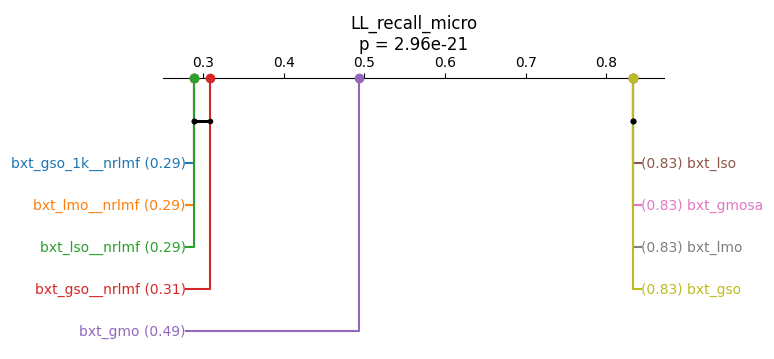 LL_recall_micro
p = 2.96e-21
0.3 0.4 0.5 0.6 0.7 0.8
bxt_gso_1k__nrlmf (0.29) (0.83) bxt_lso
bxt_lmo__nrlmf (0.29) (0.83) bxt_gmosa
bxt_lso__nrlmf (0.29) (0.83) bxt_lmo
bxt_gso__nrlmf (0.31) (0.83) bxt_gso
bxt_gmo (0.49)